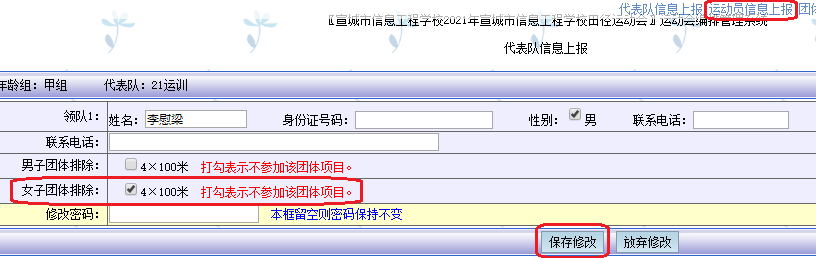 代表队信息上报 运动员信息上报 团体
〖宣城市信息工程学校2021年宣城市信息工程学校田径运动会〗运动会编排管理系统
代表队信息上报
年龄组：甲组 代表队：21运训
领队1： 姓名：李慰梁 身份证号码： 性别： 男 联系电话：
联系电话：
男子团体排除： 4×100米 打勾表示不参加该团体项目。
女子团体排除： 4×100米 打勾表示不参加该团体项目。
修改密码： 本框留空则密码保持不变
保存修改 放弃修改